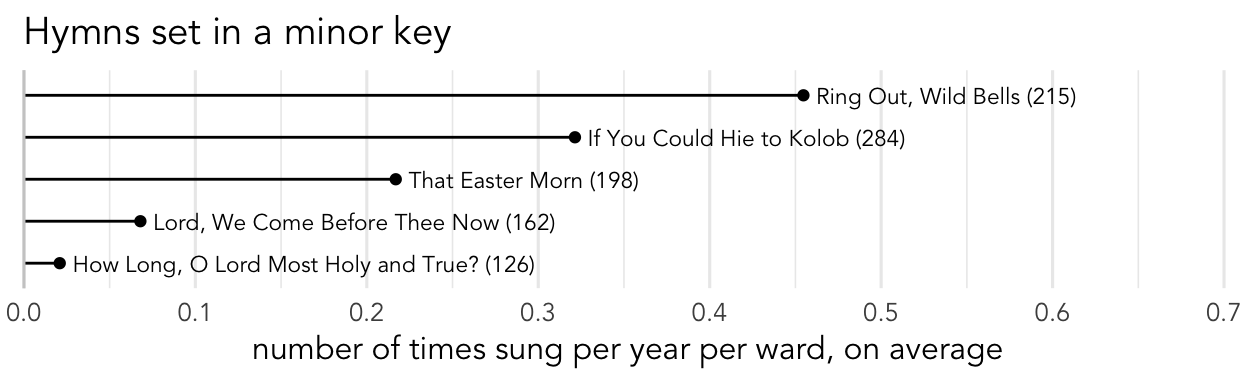 Hymns set in a minor key
Ring Out, Wild Bells (215)
If You Could Hie to Kolob (284)
That Easter Morn (198)
Lord, We Come Before Thee Now (162)
How Long, O Lord Most Holy and True? (126)
0.0 0.1 0.2 0.3 0.4 0.5 0.6 0.7
number of times sung per year per ward, on average